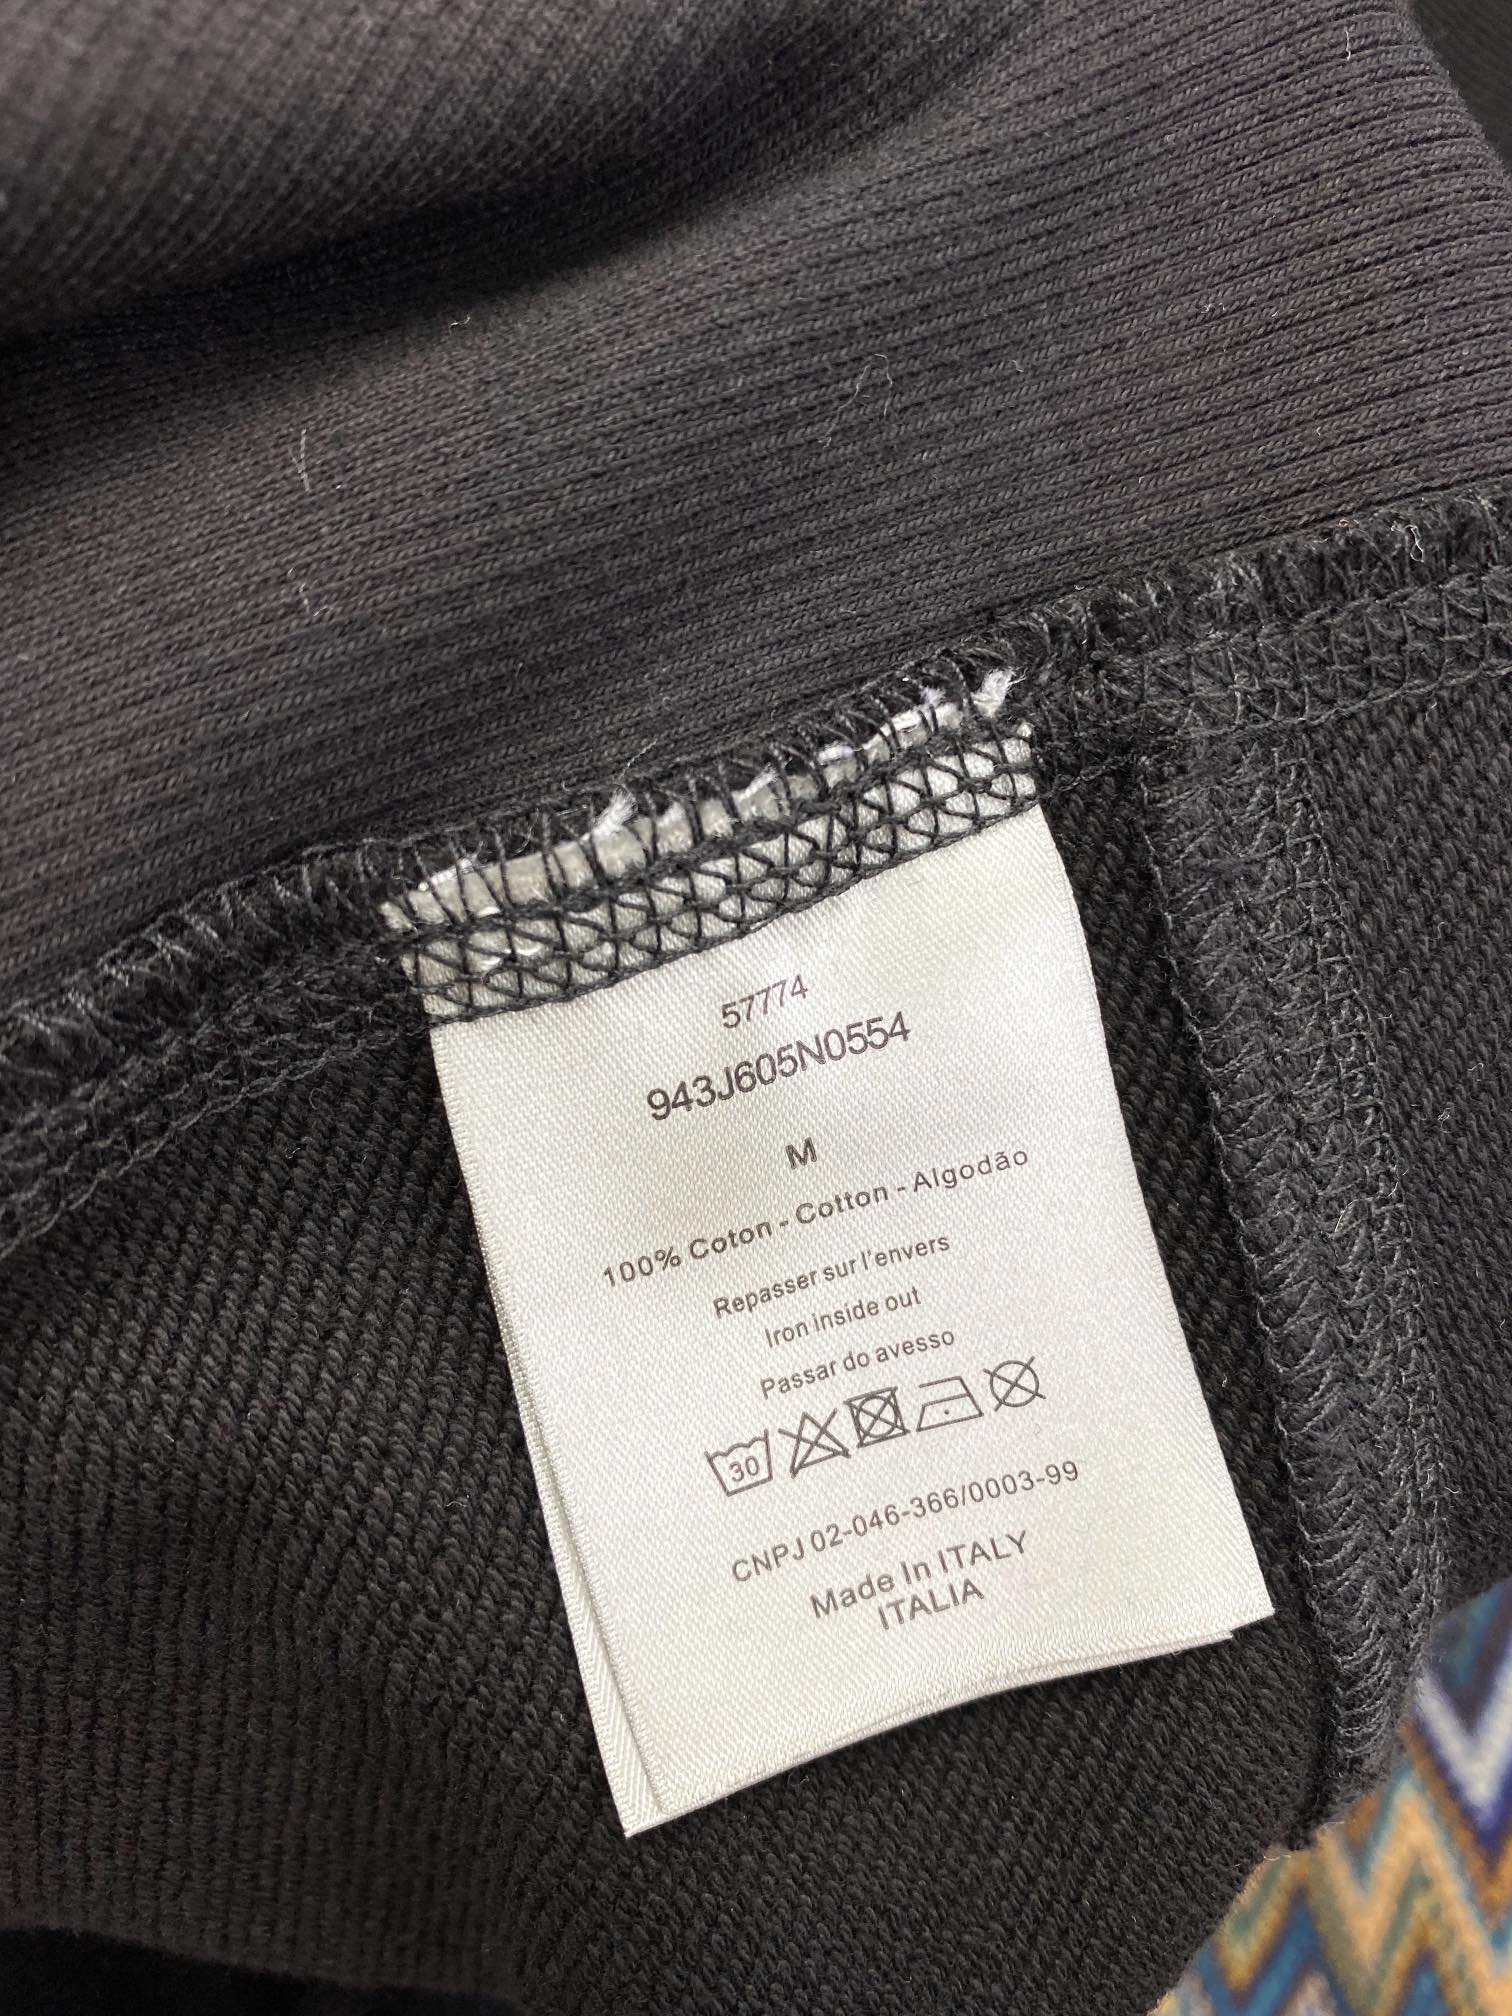 57774
943J605N0554
M
100% Coton - Cotton - Algodão
Repasser sur l'envers
Iron inside out
Passar do avesso
30
CNPJ 02-046-366/0003-99
Made In ITALY
ITALIA